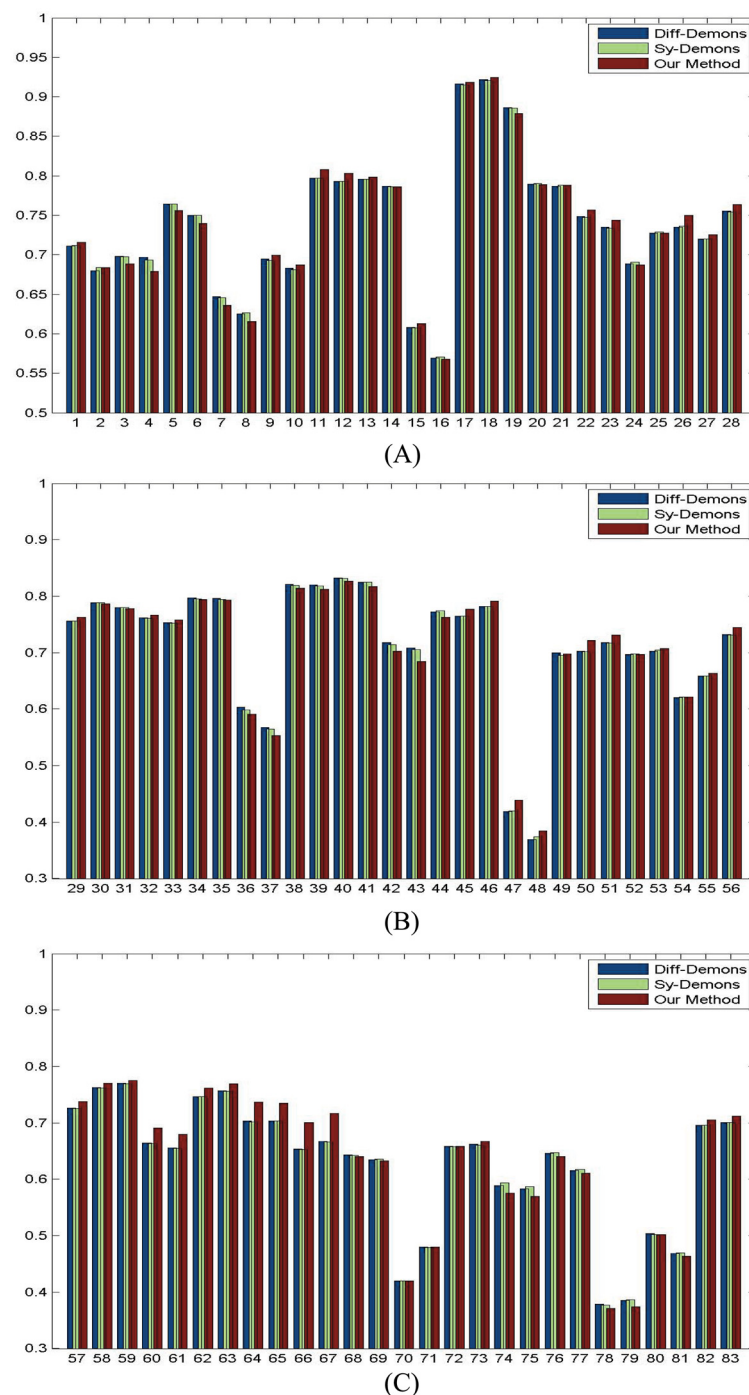 1
0.95
0.9
0.85
0.8
0.75
0.7
0.65
0.6
0.55
0.5
Diff-Demons
Sy-Demons
Our Method
1 2 3 4 5 6 7 8 9 10 11 12 13 14 15 16 17 18 19 20 21 22 23 24 25 26 27 28
(A)
1
0.9
0.8
0.7
0.6
0.5
0.4
0.3
Diff-Demons
Sy-Demons
Our Method
29 30 31 32 33 34 35 36 37 38 39 40 41 42 43 44 45 46 47 48 49 50 51 52 53 54 55 56
(B)
1
0.9
0.8
0.7
0.6
0.5
0.4
0.3
Diff-Demons
Sy-Demons
Our Method
57 58 59 60 61 62 63 64 65 66 67 68 69 70 71 72 73 74 75 76 77 78 79 80 81 82 83
(C)